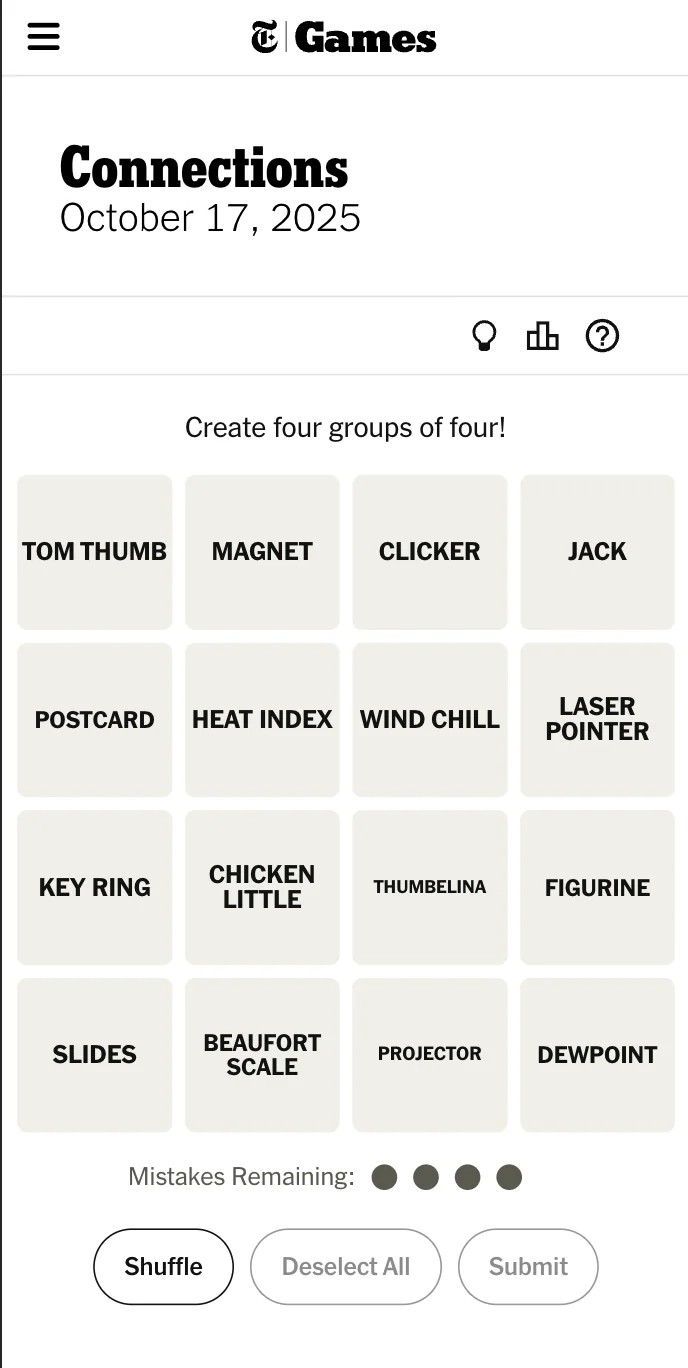 T Games
Connections
October 17, 2025
Create four groups of four!
TOM THUMB
MAGNET
CLICKER
JACK
POSTCARD
HEAT INDEX
WIND CHILL
LASER
POINTER
KEY RING
CHICKEN
LITTLE
THUMBELINA
FIGURINE
SLIDES
BEAUFORT
SCALE
PROJECTOR
DEWPOINT
Mistakes Remaining:
Shuffle
Deselect All
Submit